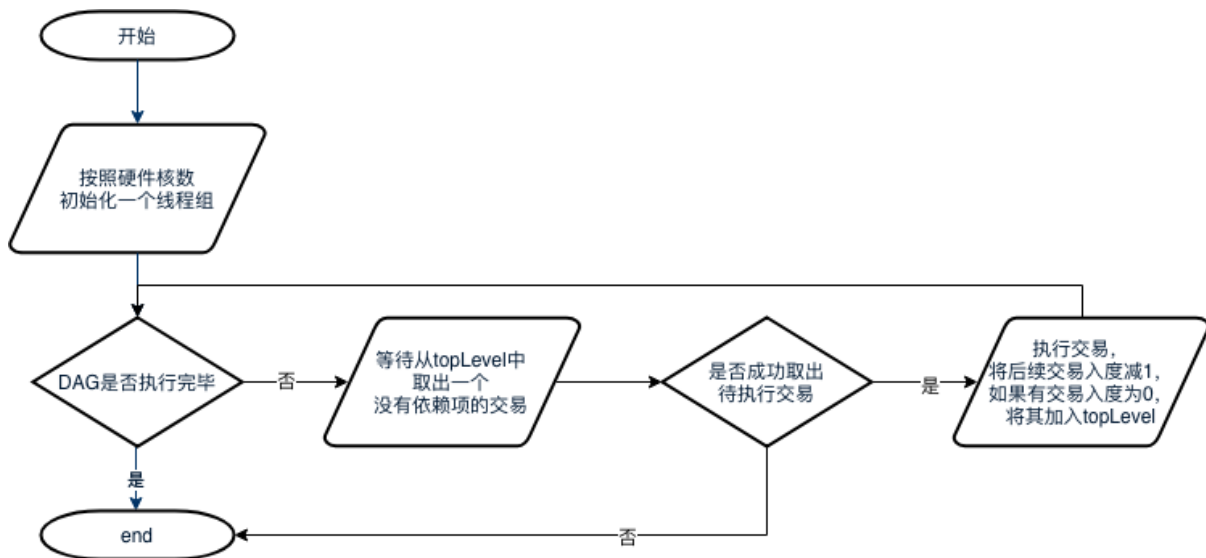 开始
按照硬件核数
初始化一个线程组
DAG是否执行完毕
否
等待从topLevel中
取出一个
没有依赖项的交易
是否成功取出
待执行交易
是
执行交易，
将后续交易入度减1，
如果有交易入度为0，
将其加入topLevel
是
end
否